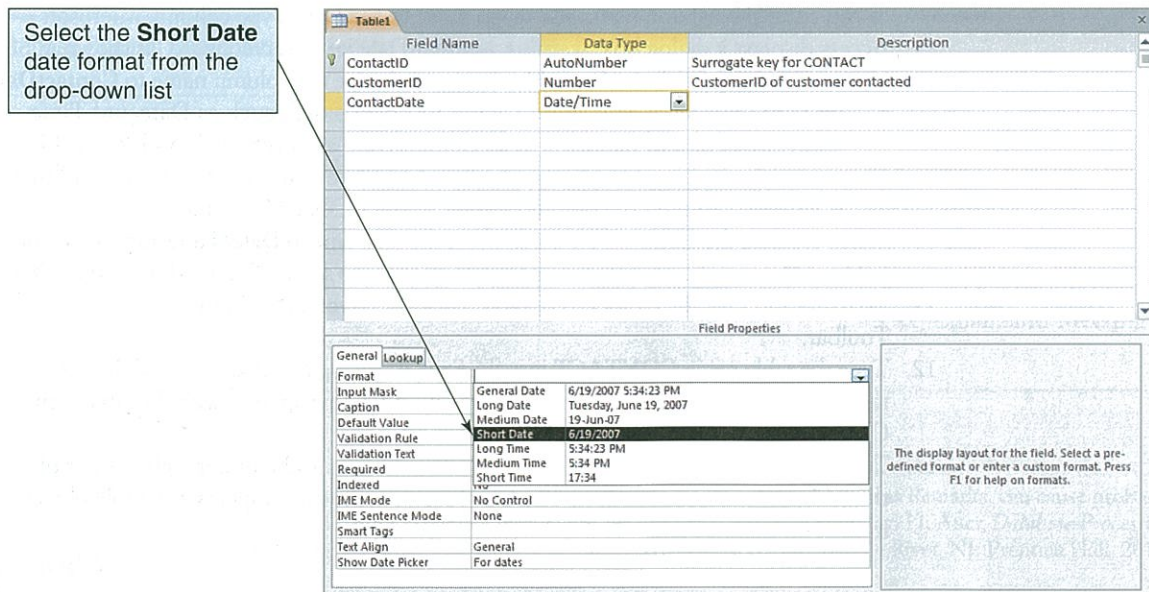 Select the Short Date
date format from the
drop-down list
Table1
Field Name Data Type Description
ContactID AutoNumber Surrogate key for CONTACT
CustomerID Number CustomerID of customer contacted
ContactDate Date/Time
Field Properties
General Lookup
Format
Input Mask General Date 6/19/2007 5:34:23 PM
Caption Long Date Tuesday, June 19, 2007
Default Value Medium Date 19-Jun-07
Validation Rule Short Date 6/19/2007
Validation Text Long Time 5:34:23 PM
Required Medium Time 5:34 PM
Indexed Short Time 17:34
IME Mode No Control
IME Sentence Mode None
Smart Tags
Text Align General
Show Date Picker For dates
The display layout for the field. Select a pre-
defined format or enter a custom format. Press
F1 for help on formats.